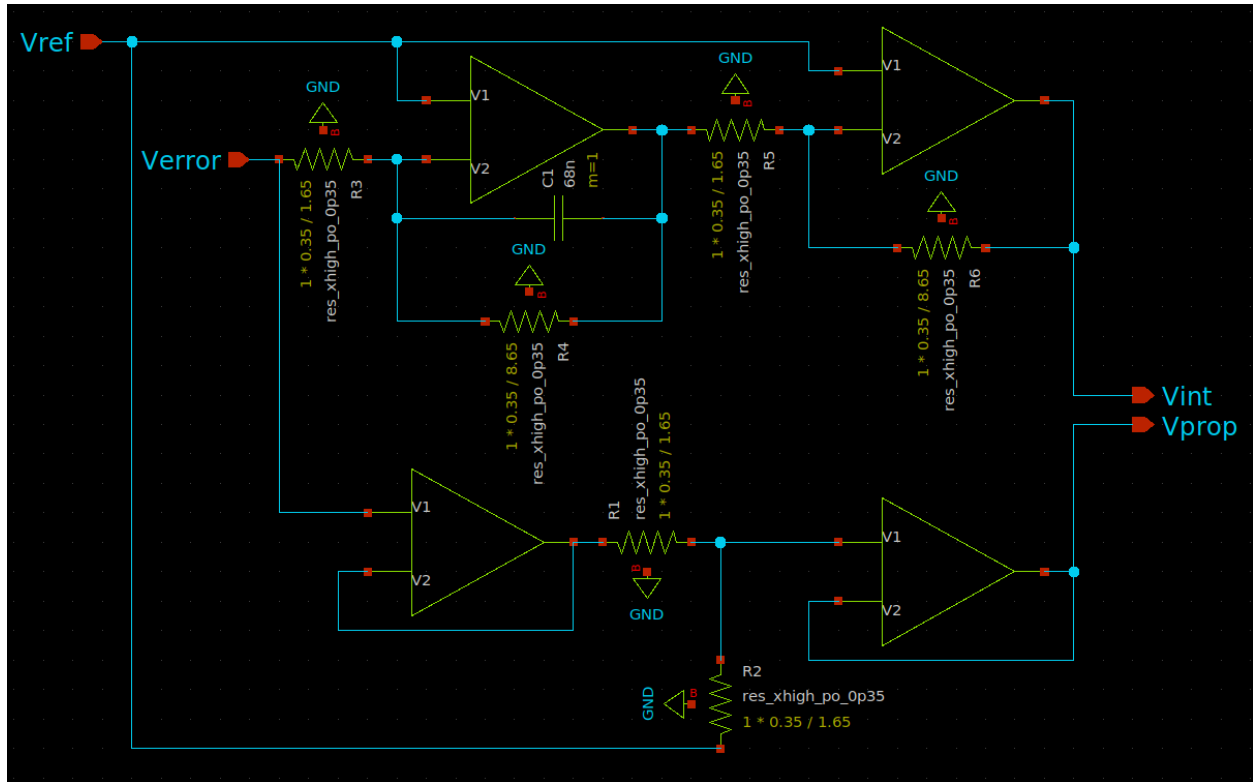 Vref
GND
V1
V2
B
Verror
1 * 0.35 / 1.65
res_xhigh_po_0p35
R3
C1
68n
m=1
GND
B
1 * 0.35 / 8.65
res_xhigh_po_0p35
R4
GND
B
1 * 0.35 / 1.65
res_xhigh_po_0p35
R5
V1
V2
GND
B
1 * 0.35 / 8.65
res_xhigh_po_0p35
R6
Vint
Vprop
V1
V2
R1
res_xhigh_po_0p35
1 * 0.35 / 1.65
B
GND
V1
V2
GND
B
R2
res_xhigh_po_0p35
1 * 0.35 / 1.65